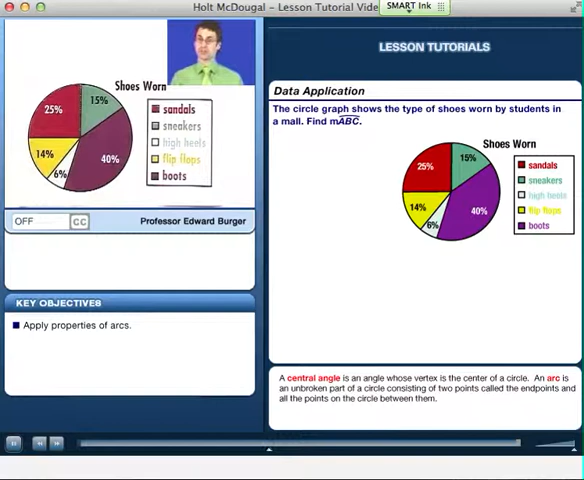 Holt McDougal – Lesson Tutorial Vide
SMART Ink
LESSON TUTORIALS
Shoes Worn
25%
15%
14%
6%
40%
sandals
sneakers
high heels
flip flops
boots
OFF
CC
Professor Edward Burger
KEY OBJECTIVES
Apply properties of arcs.
Data Application
The circle graph shows the type of shoes worn by students in
a mall. Find mABC.
Shoes Worn
25%
15%
14%
6%
40%
sandals
sneakers
high heels
flip flops
boots
A central angle is an angle whose vertex is the center of a circle. An arc is
an unbroken part of a circle consisting of two points called the endpoints and
all the points on the circle between them.